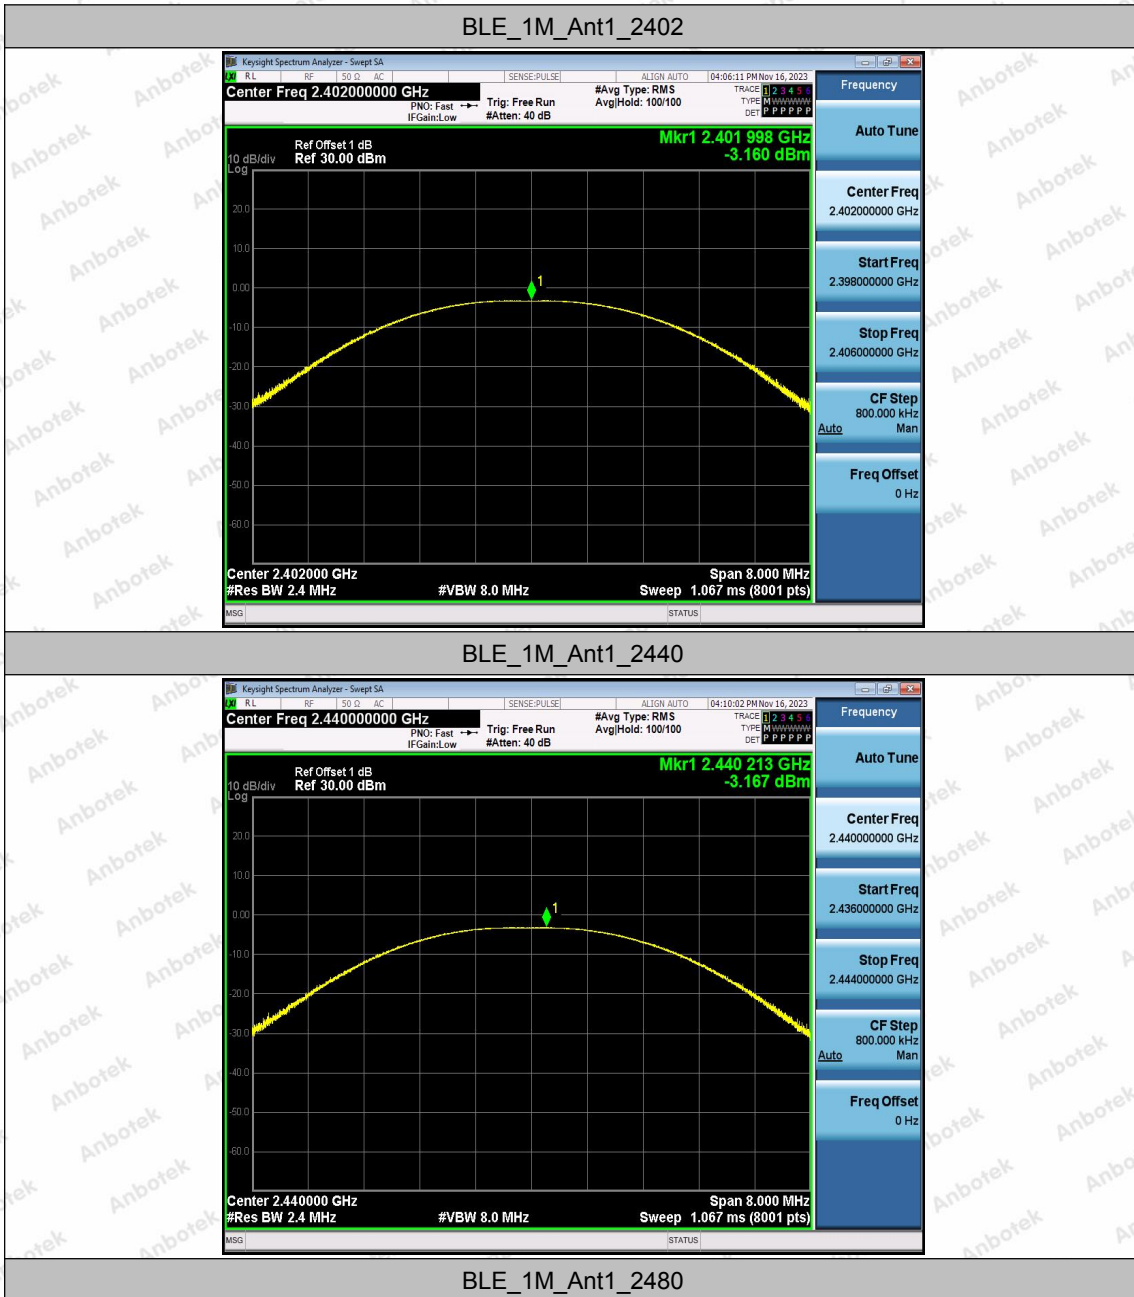 BLE_1M_Ant1_2402
Keysight Spectrum Analyzer - Swept SA
LXI RL RF 50 Ω AC SENSE:PULSE ALIGN AUTO 04:06:11 PM Nov 16, 2023
Center Freq 2.402000000 GHz
PNO: Fast
IFGain:Low
Trig: Free Run
#Atten: 40 dB
#Avg Type: RMS
Avg|Hold: 100/100
TRACE 1 2 3 4 5 6
TYPE M W W W W W
DET P P P P P P
Ref Offset 1 dB
10 dB/div Ref 30.00 dBm
Log
Mkr1 2.401 998 GHz
-3.160 dBm
20.0
10.0
0.00
-10.0
-20.0
-30.0
-40.0
-50.0
-60.0
1
Center 2.402000 GHz Span 8.000 MHz
#Res BW 2.4 MHz #VBW 8.0 MHz Sweep 1.067 ms (8001 pts)
MSG STATUS
Frequency
Auto Tune
Center Freq
2.402000000 GHz
Start Freq
2.398000000 GHz
Stop Freq
2.406000000 GHz
CF Step
800.000 kHz
Auto Man
Freq Offset
0 Hz
BLE_1M_Ant1_2440
Keysight Spectrum Analyzer - Swept SA
LXI RL RF 50 Ω AC SENSE:PULSE ALIGN AUTO 04:10:02 PM Nov 16, 2023
Center Freq 2.440000000 GHz
PNO: Fast
IFGain:Low
Trig: Free Run
#Atten: 40 dB
#Avg Type: RMS
Avg|Hold: 100/100
TRACE 1 2 3 4 5 6
TYPE M W W W W W
DET P P P P P P
Ref Offset 1 dB
10 dB/div Ref 30.00 dBm
Log
Mkr1 2.440 213 GHz
-3.167 dBm
20.0
10.0
0.00
-10.0
-20.0
-30.0
-40.0
-50.0
-60.0
1
Center 2.440000 GHz Span 8.000 MHz
#Res BW 2.4 MHz #VBW 8.0 MHz Sweep 1.067 ms (8001 pts)
MSG STATUS
Frequency
Auto Tune
Center Freq
2.440000000 GHz
Start Freq
2.436000000 GHz
Stop Freq
2.444000000 GHz
CF Step
800.000 kHz
Auto Man
Freq Offset
0 Hz
BLE_1M_Ant1_2480